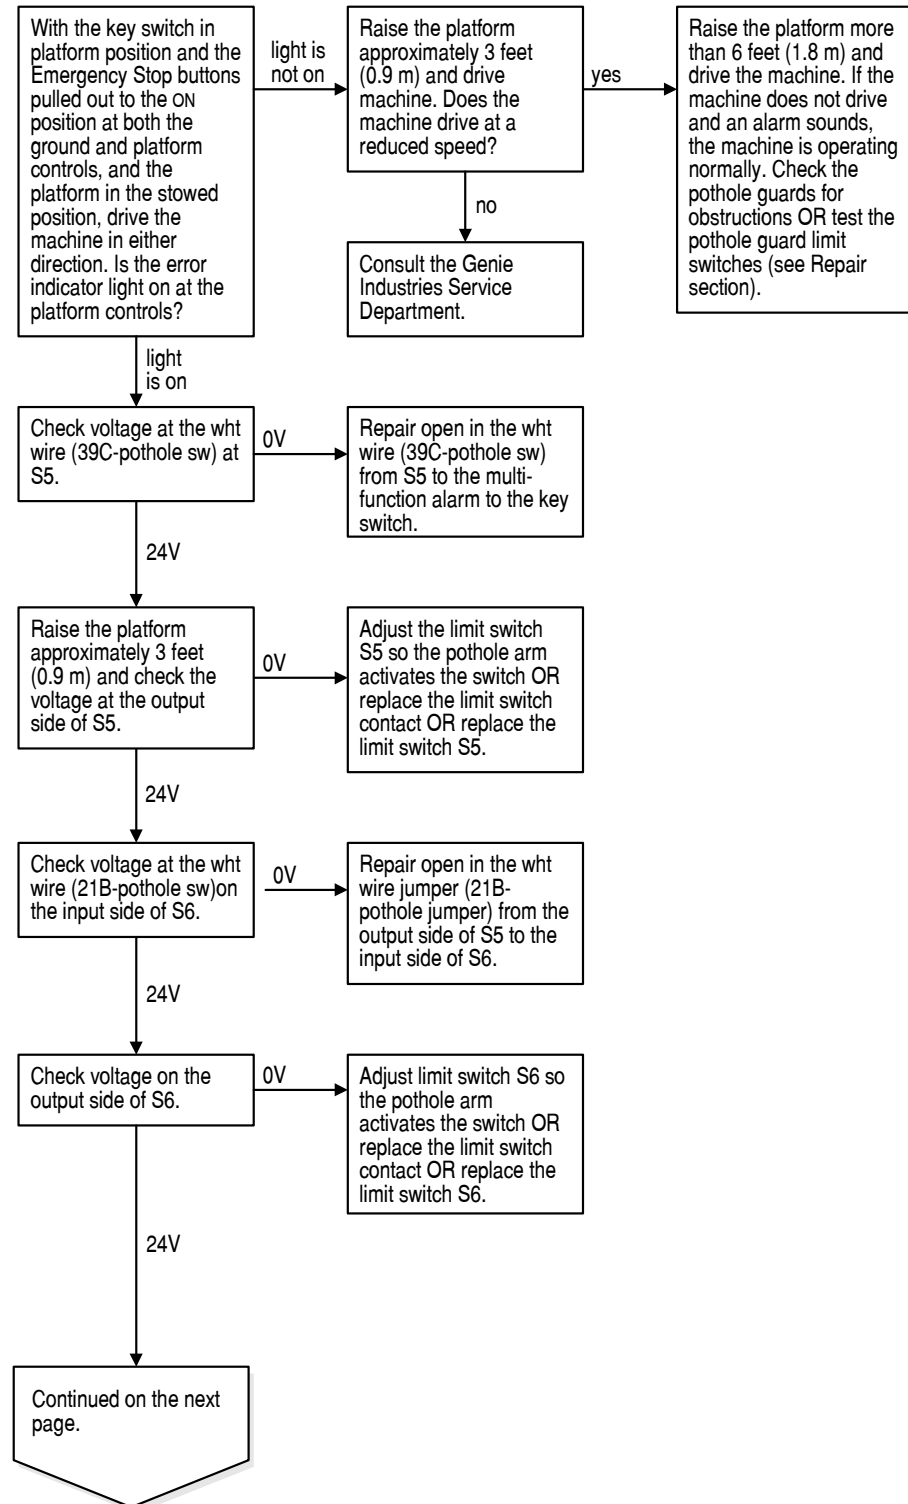 With the key switch in
platform position and the
Emergency Stop buttons
pulled out to the ON
position at both the
ground and platform
controls, and the
platform in the stowed
position, drive the
machine in either
direction. Is the error
indicator light on at the
platform controls?
light is
not on
Raise the platform
approximately 3 feet
(0.9 m) and drive
machine. Does the
machine drive at a
reduced speed?
yes
Raise the platform more
than 6 feet (1.8 m) and
drive the machine. If the
machine does not drive
and an alarm sounds,
the machine is operating
normally. Check the
pothole guards for
obstructions OR test the
pothole guard limit
switches (see Repair
section).
no
Consult the Genie
Industries Service
Department.
light
is on
Check voltage at the wht
wire (39C-pothole sw) at
S5.
0V
Repair open in the wht
wire (39C-pothole sw)
from S5 to the multi-
function alarm to the key
switch.
24V
Raise the platform
approximately 3 feet
(0.9 m) and check the
voltage at the output
side of S5.
0V
Adjust the limit switch
S5 so the pothole arm
activates the switch OR
replace the limit switch
contact OR replace the
limit switch S5.
24V
Check voltage at the wht
wire (21B-pothole sw)on
the input side of S6.
0V
Repair open in the wht
wire jumper (21B-
pothole jumper) from the
output side of S5 to the
input side of S6.
24V
Check voltage on the
output side of S6.
0V
Adjust limit switch S6 so
the pothole arm
activates the switch OR
replace the limit switch
contact OR replace the
limit switch S6.
24V
Continued on the next
page.